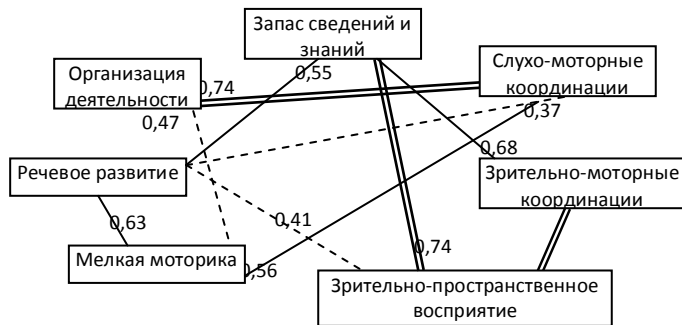 Запас сведений и
знаний
Слухо-моторные
координации
Организация
деятельности
0,74
0,55
0,47
0,37
0,68
Речевое развитие
Зрительно-моторные
координации
0,63
0,41
0,74
Мелкая моторика
0,56
Зрительно-пространственное
восприятие